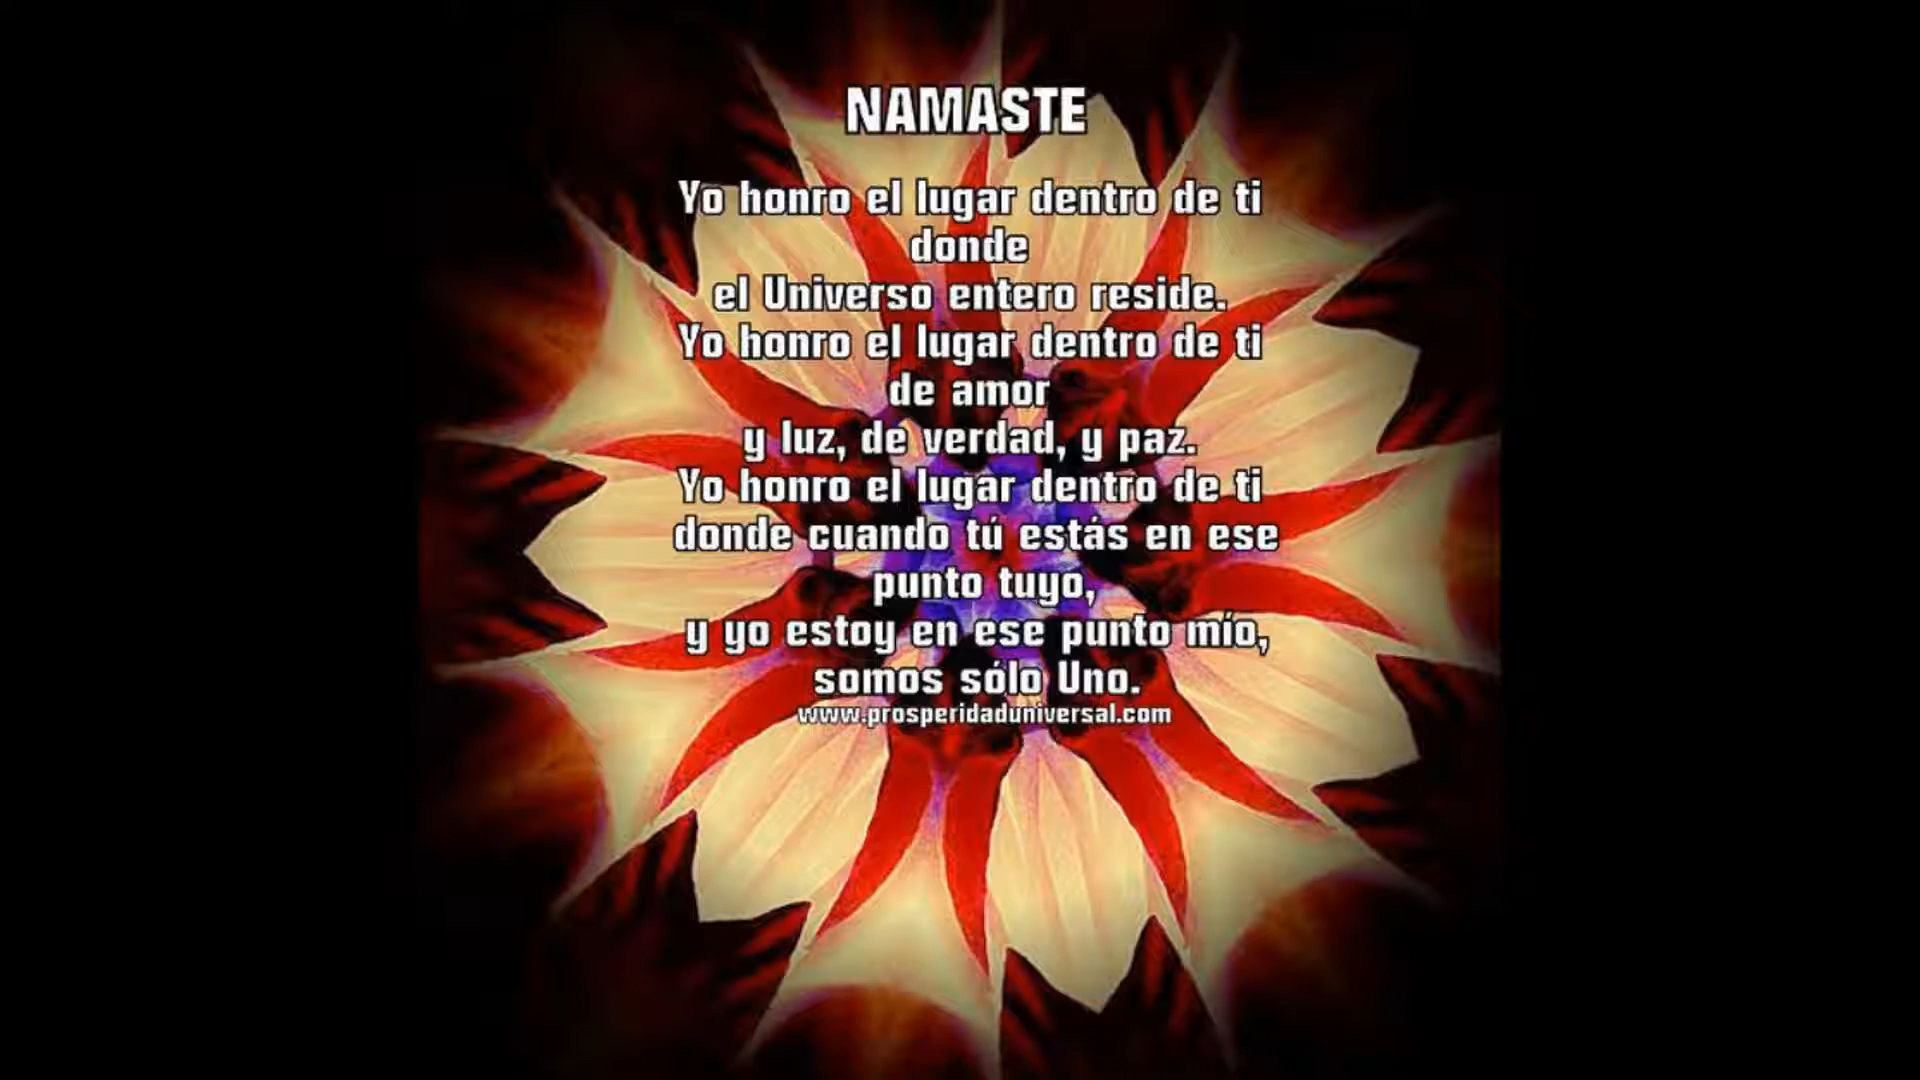 NAMASTE
Yo honro el lugar dentro de ti
donde
el Universo entero reside.
Yo honro el lugar dentro de ti
de amor
y luz, de verdad, y paz.
Yo honro el lugar dentro de ti
donde cuando tú estás en ese
punto tuyo,
y yo estoy en ese punto mío,
somos sólo Uno.
www.prosperidaduniversal.com